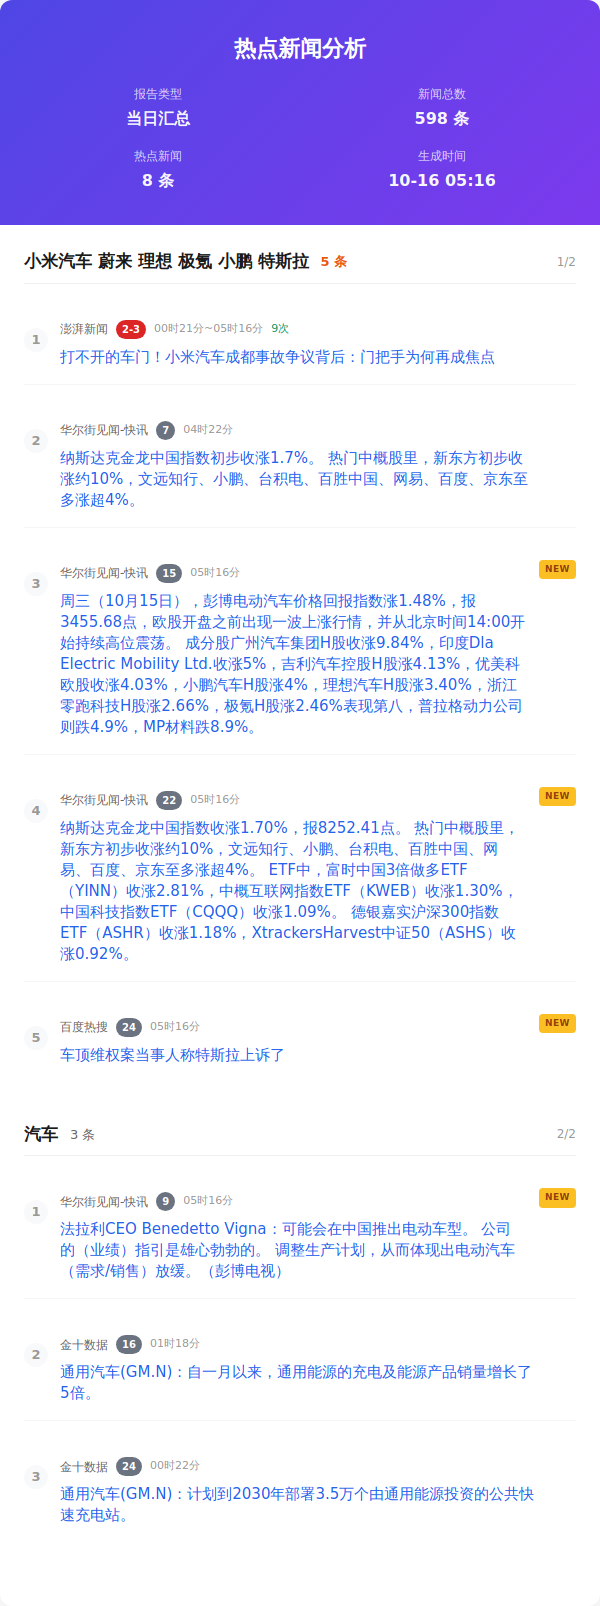 热点新闻分析
报告类型
新闻总数
当日汇总
598 条
热点新闻
生成时间
8 条
10-16 05:16
小米汽车 蔚来 理想 极氪 小鹏 特斯拉 5 条 1/2
1
澎湃新闻 2-3 00时21分~05时16分 9次
打不开的车门！小米汽车成都事故争议背后：门把手为何再成焦点
2
华尔街见闻-快讯 7 04时22分
纳斯达克金龙中国指数初步收涨1.7%。 热门中概股里，新东方初步收
涨约10%，文远知行、小鹏、台积电、百胜中国、网易、百度、京东至
多涨超4%。
3
华尔街见闻-快讯 15 05时16分 NEW
周三（10月15日），彭博电动汽车价格回报指数涨1.48%，报
3455.68点，欧股开盘之前出现一波上涨行情，并从北京时间14:00开
始持续高位震荡。 成分股广州汽车集团H股收涨9.84%，印度Dla
Electric Mobility Ltd.收涨5%，吉利汽车控股H股涨4.13%，优美科
欧股收涨4.03%，小鹏汽车H股涨4%，理想汽车H股涨3.40%，浙江
零跑科技H股涨2.66%，极氪H股涨2.46%表现第八，普拉格动力公司
则跌4.9%，MP材料跌8.9%。
4
华尔街见闻-快讯 22 05时16分 NEW
纳斯达克金龙中国指数收涨1.70%，报8252.41点。 热门中概股里，
新东方初步收涨约10%，文远知行、小鹏、台积电、百胜中国、网
易、百度、京东至多涨超4%。 ETF中，富时中国3倍做多ETF
（YINN）收涨2.81%，中概互联网指数ETF（KWEB）收涨1.30%，
中国科技指数ETF（CQQQ）收涨1.09%。 德银嘉实沪深300指数
ETF（ASHR）收涨1.18%，XtrackersHarvest中证50（ASHS）收
涨0.92%。
5
百度热搜 24 05时16分 NEW
车顶维权案当事人称特斯拉上诉了
汽车 3 条 2/2
1
华尔街见闻-快讯 9 05时16分 NEW
法拉利CEO Benedetto Vigna：可能会在中国推出电动车型。 公司
的（业绩）指引是雄心勃勃的。 调整生产计划，从而体现出电动汽车
（需求/销售）放缓。（彭博电视）
2
金十数据 16 01时18分
通用汽车(GM.N)：自一月以来，通用能源的充电及能源产品销量增长了
5倍。
3
金十数据 24 00时22分
通用汽车(GM.N)：计划到2030年部署3.5万个由通用能源投资的公共快
速充电站。